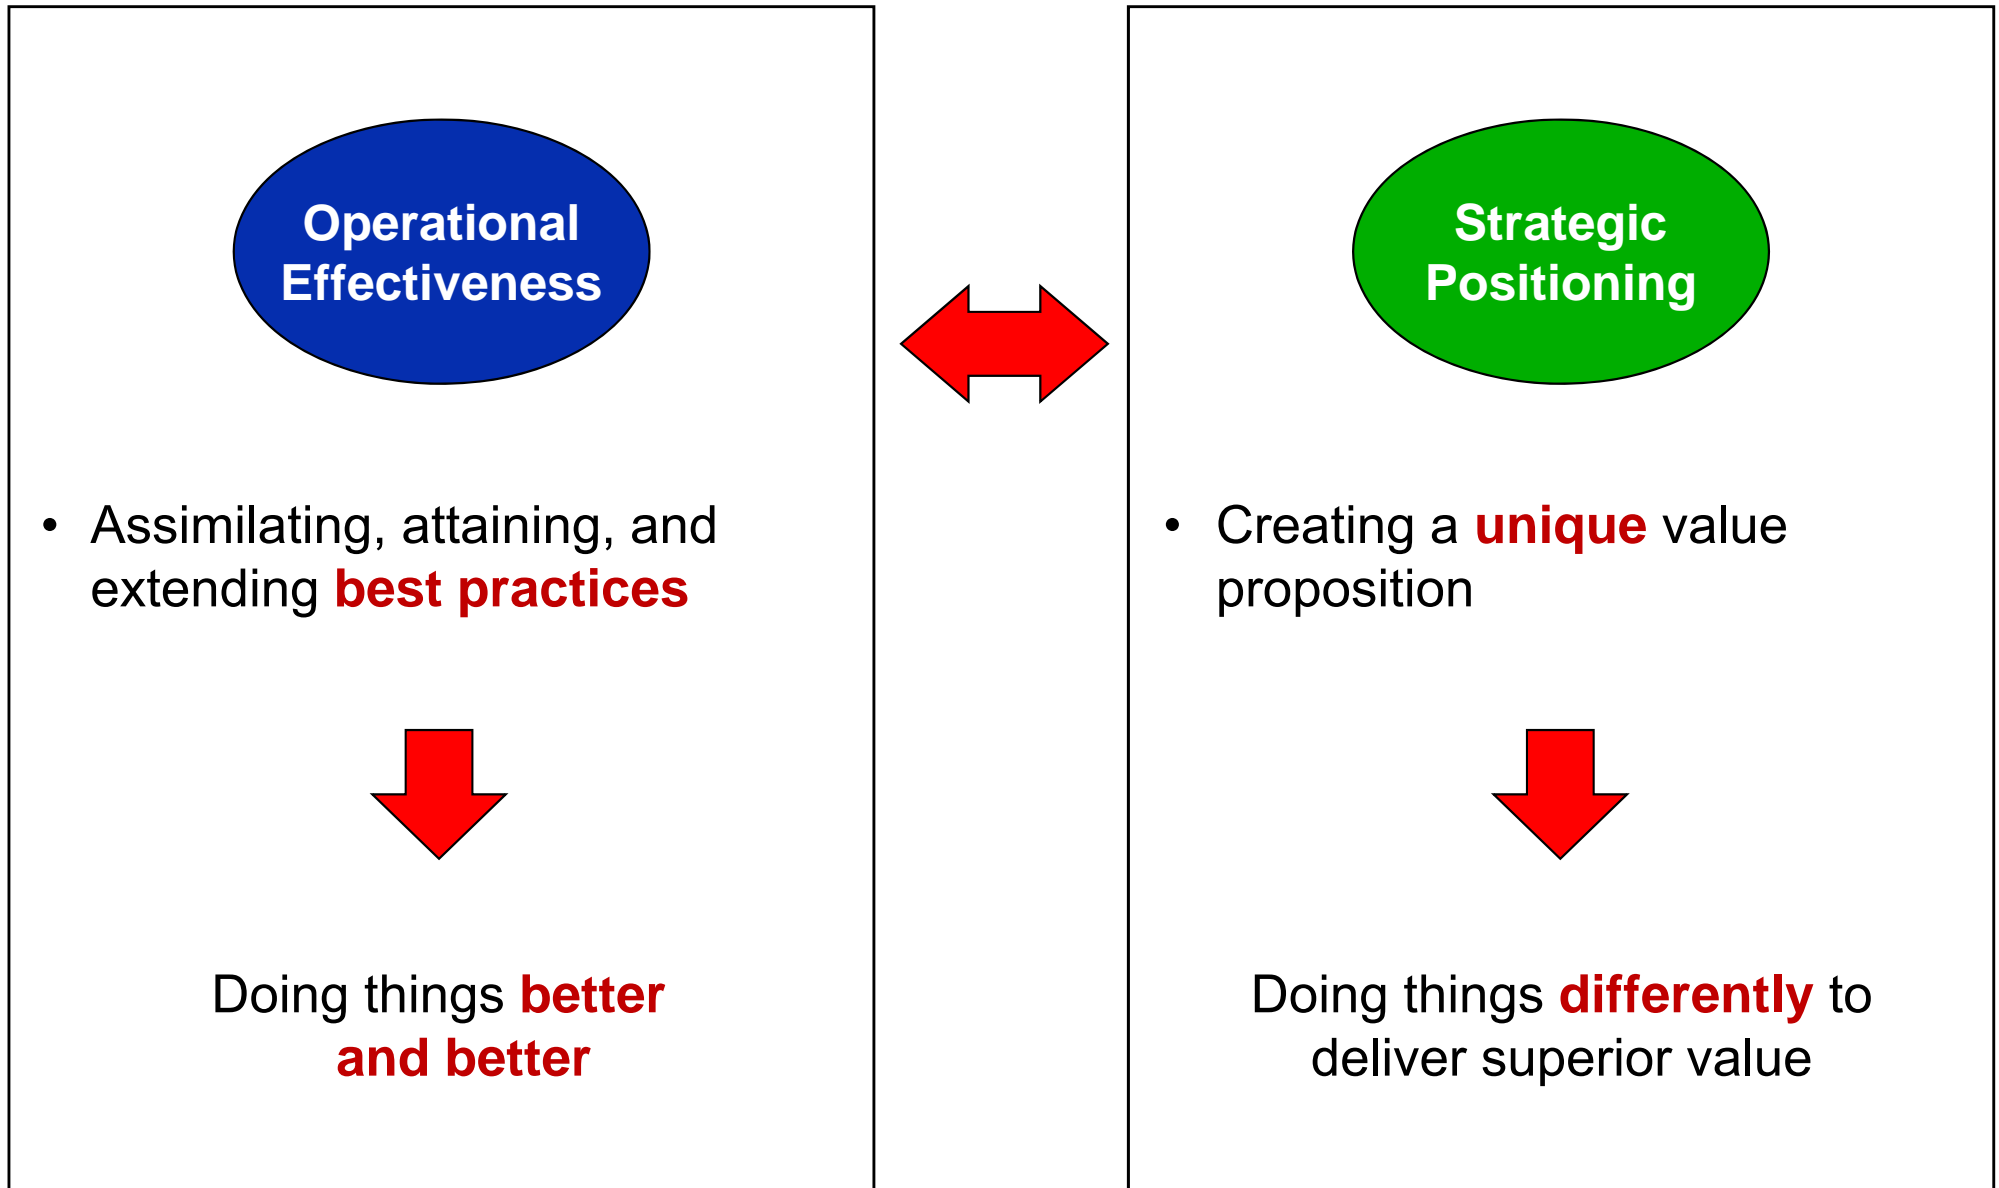 Operational
Effectiveness
• Assimilating, attaining, and
extending best practices
Doing things better
and better
Strategic
Positioning
• Creating a unique value
proposition
Doing things differently to
deliver superior value